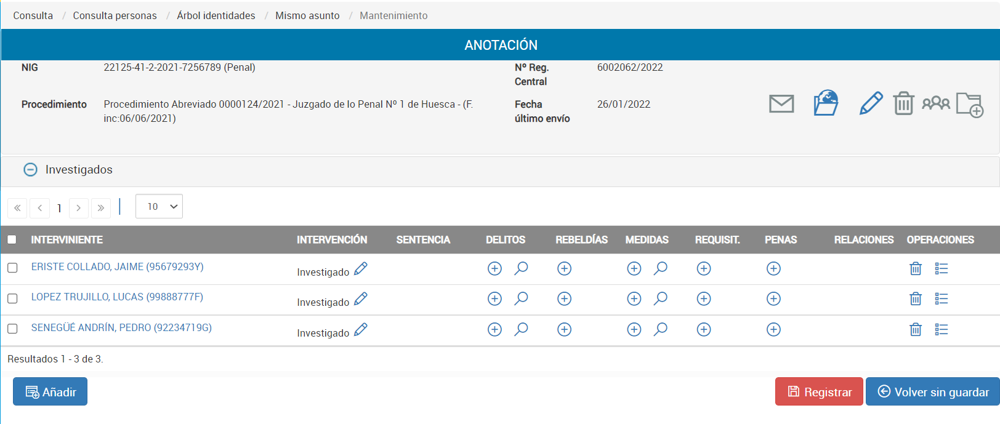 Consulta / Consulta personas / Árbol identidades / Mismo asunto / Mantenimiento
ANOTACIÓN
NIG 22125-41-2-2021-7256789 (Penal) Nº Reg. Central 6002062/2022
Procedimiento Procedimiento Abreviado 0000124/2021 - Juzgado de lo Penal Nº 1 de Huesca - (F. inc:06/06/2021) Fecha último envío 26/01/2022
Investigados
« ‹ 1 › » 10
INTERVINIENTE INTERVENCIÓN SENTENCIA DELITOS REBELDÍAS MEDIDAS REQUISIT. PENAS RELACIONES OPERACIONES
ERISTE COLLADO, JAIME (95679293Y) Investigado
LOPEZ TRUJILLO, LUCAS (99888777F) Investigado
SENEGÜÉ ANDRÍN, PEDRO (92234719G) Investigado
Resultados 1 - 3 de 3.
Añadir Registrar Volver sin guardar